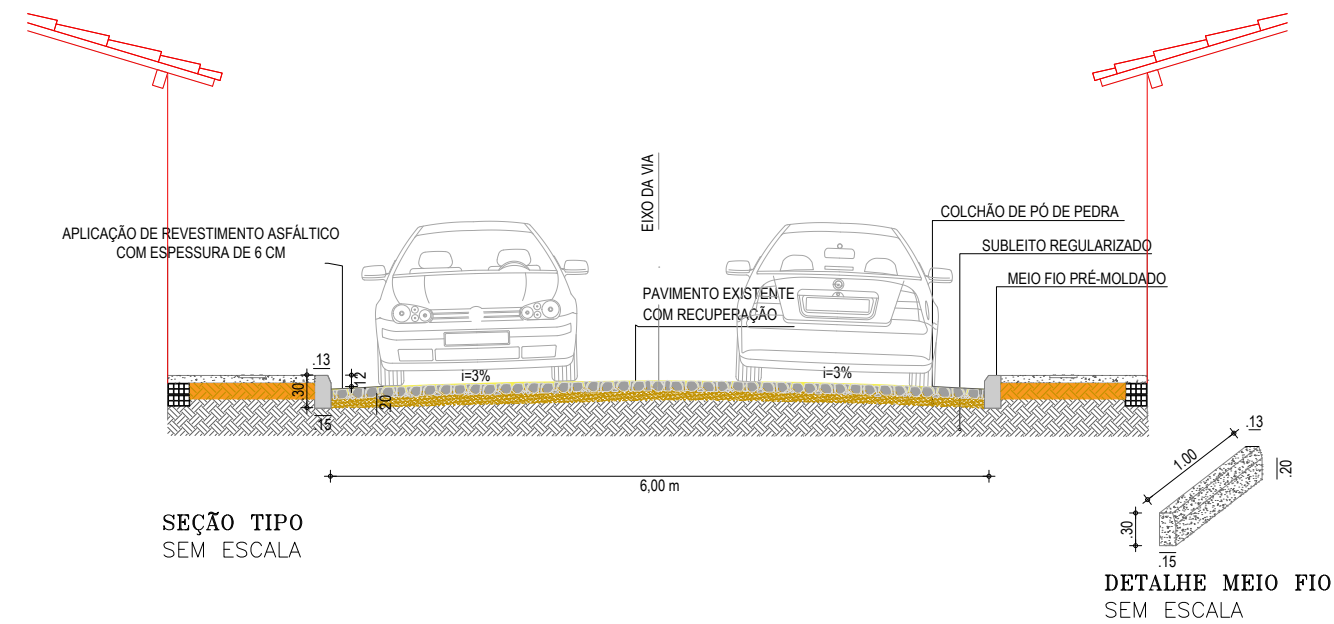 EIXO DA VIA
APLICAÇÃO DE REVESTIMENTO ASFÁLTICO
COM ESPESSURA DE 6 CM
COLCHÃO DE PÓ DE PEDRA
SUBLEITO REGULARIZADO
MEIO FIO PRÉ-MOLDADO
PAVIMENTO EXISTENTE
COM RECUPERAÇÃO
.13
12
30
i=3%
i=3%
20
.15
6,00 m
SEÇÃO TIPO
SEM ESCALA
.13
1.00
.20
.30
.15
DETALHE MEIO FIO
SEM ESCALA